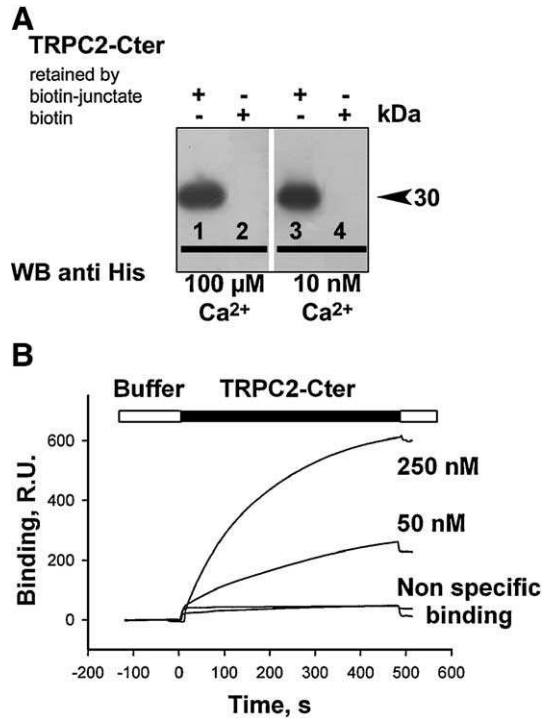 A
TRPC2-Cter
retained by
biotin-junctate + - + -
biotin - + - + kDa
30
1 2 3 4
WB anti His
100 µM 10 nM
Ca2+ Ca2+
B
Buffer TRPC2-Cter
600
250 nM
400
50 nM
200
Non specific
binding
0
Binding, R.U.
-200 -100 0 100 200 300 400 500 600
Time, s